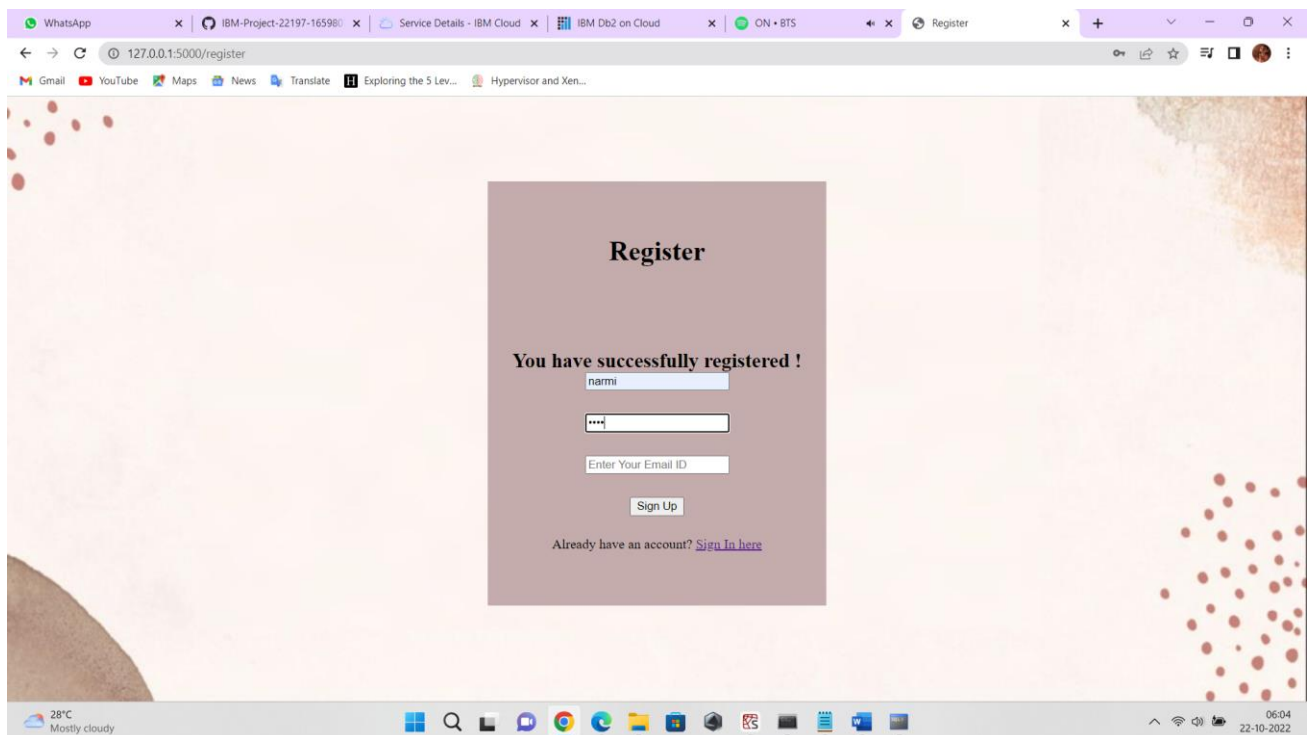 WhatsApp IBM-Project-22197-165980 Service Details - IBM Cloud IBM Db2 on Cloud ON • BTS Register
127.0.0.1:5000/register
Gmail YouTube Maps News Translate H Exploring the 5 Lev... Hypervisor and Xen...
Register
You have successfully registered !
narmi
••••
Enter Your Email ID
Sign Up
Already have an account? Sign In here
28°C
Mostly cloudy
06:04
22-10-2022